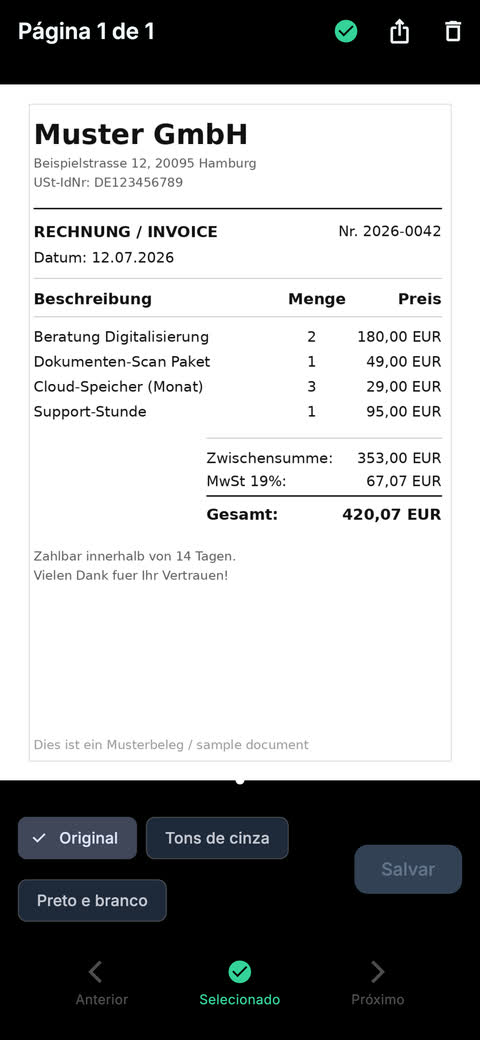 Página 1 de 1
Muster GmbH
Beispielstrasse 12, 20095 Hamburg
USt-IdNr: DE123456789
RECHNUNG / INVOICE Nr. 2026-0042
Datum: 12.07.2026
Beschreibung Menge Preis
Beratung Digitalisierung 2 180,00 EUR
Dokumenten-Scan Paket 1 49,00 EUR
Cloud-Speicher (Monat) 3 29,00 EUR
Support-Stunde 1 95,00 EUR
Zwischensumme: 353,00 EUR
MwSt 19%: 67,07 EUR
Gesamt: 420,07 EUR
Zahlbar innerhalb von 14 Tagen.
Vielen Dank fuer Ihr Vertrauen!
Dies ist ein Musterbeleg / sample document
Original Tons de cinza
Salvar
Preto e branco
Anterior Selecionado Próximo